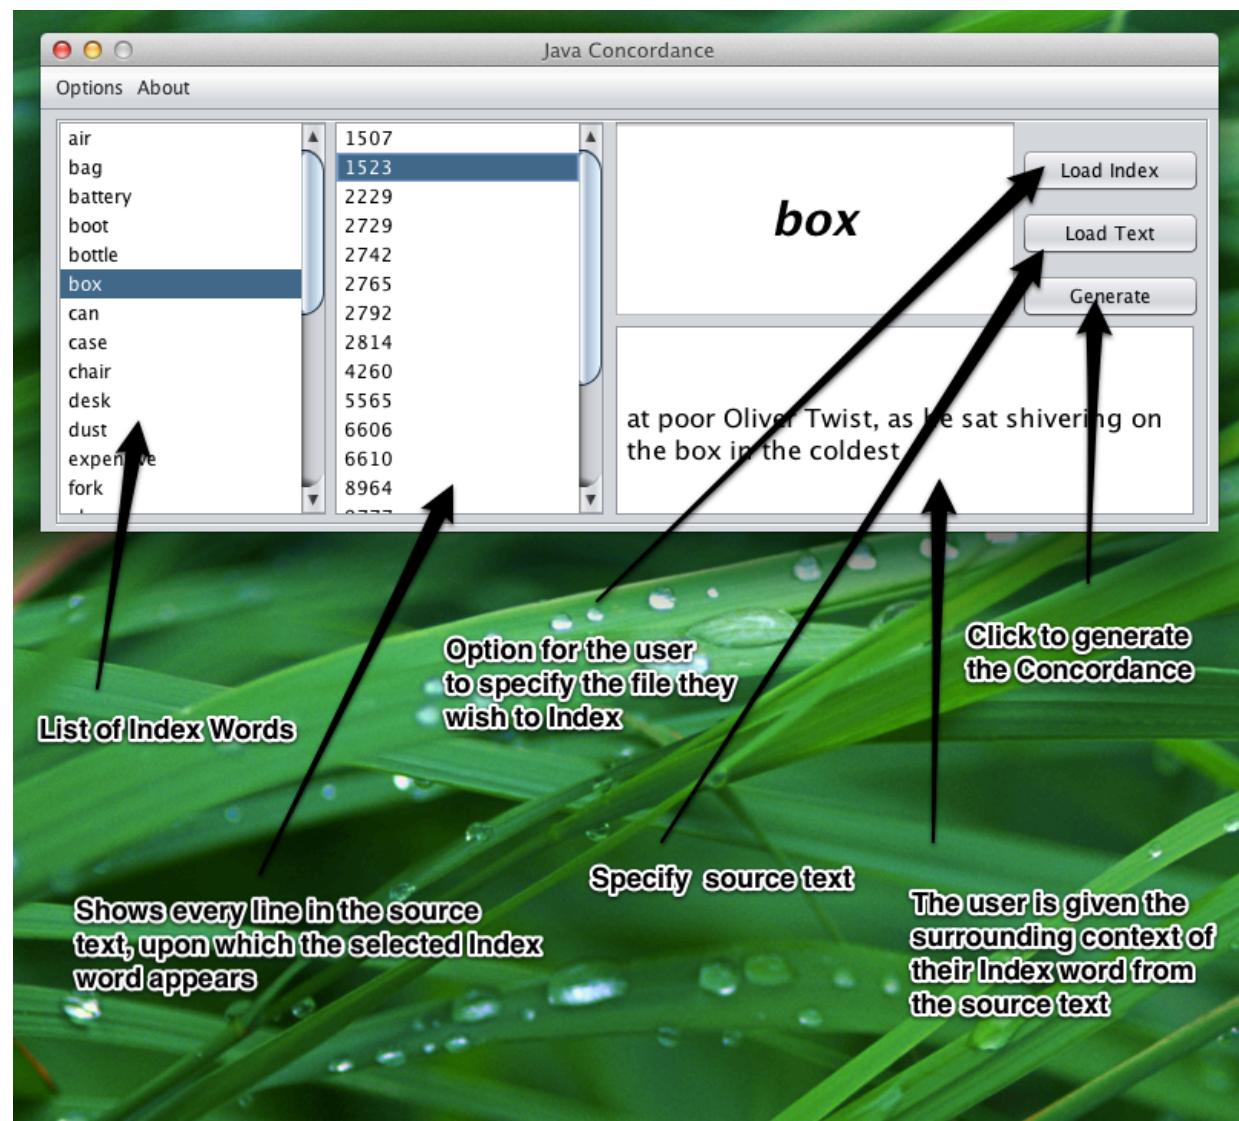 Java Concordance
Options About
air
bag
battery
boot
bottle
box
can
case
chair
desk
dust
expensive
fork
1507
1523
2229
2729
2742
2765
2792
2814
4260
5565
6606
6610
8964
box
Load Index
Load Text
Generate
at poor Oliver Twist, as he sat shivering on
the box in the coldest
List of Index Words
Option for the user
to specify the file they
wish to Index
Click to generate
the Concordance
Shows every line in the source
text, upon which the selected Index
word appears
Specify source text
The user is given the
surrounding context of
their Index word from
the source text